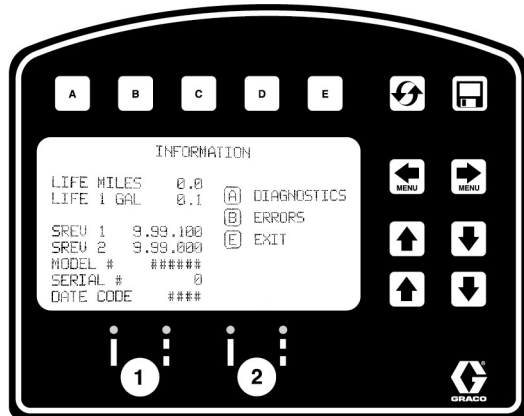 A B C D E
INFORMATION
LIFE MILES 0.0
LIFE 1 GAL 0.1
A DIAGNOSTICS
B ERRORS
E EXIT
SREV 1 9.99.100
SREV 2 9.99.000
MODEL # ######
SERIAL # 0
DATE CODE ####
MENU MENU
1 2
G
GRACO